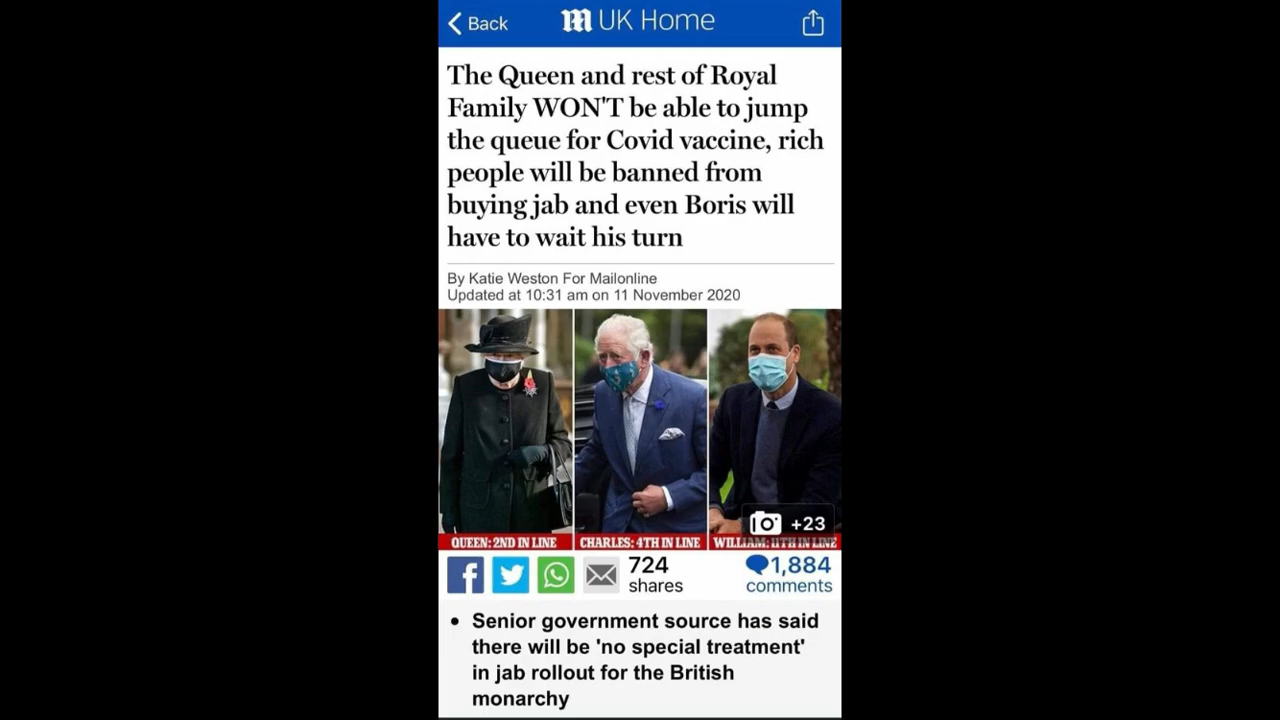 Back
UK Home
The Queen and rest of Royal
Family WON'T be able to jump
the queue for Covid vaccine, rich
people will be banned from
buying jab and even Boris will
have to wait his turn
By Katie Weston For Mailonline
Updated at 10:31 am on 11 November 2020
+23
QUEEN: 2ND IN LINE
CHARLES: 4TH IN LINE
WILLIAM: 11TH IN LINE
724
shares
1,884
comments
• Senior government source has said
there will be 'no special treatment'
in jab rollout for the British
monarchy